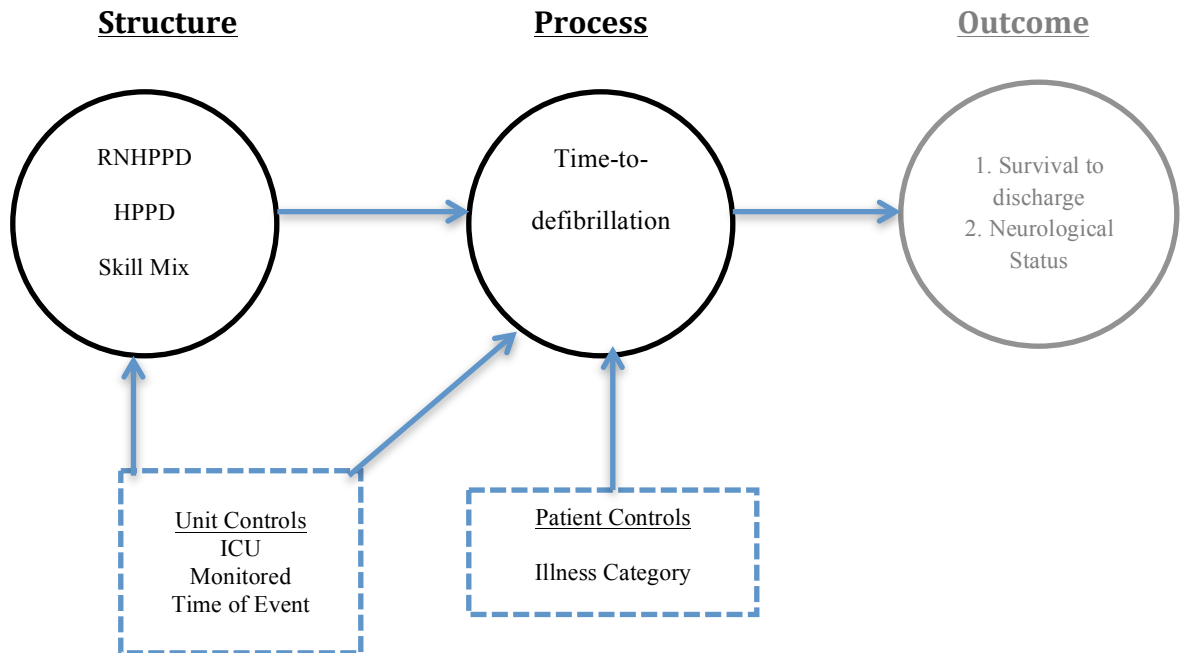 Structure
Process
Outcome
RNHPPD
HPPD
Skill Mix
Time-to-
defibrillation
1. Survival to
discharge
2. Neurological
Status
Unit Controls
ICU
Monitored
Time of Event
Patient Controls
Illness Category